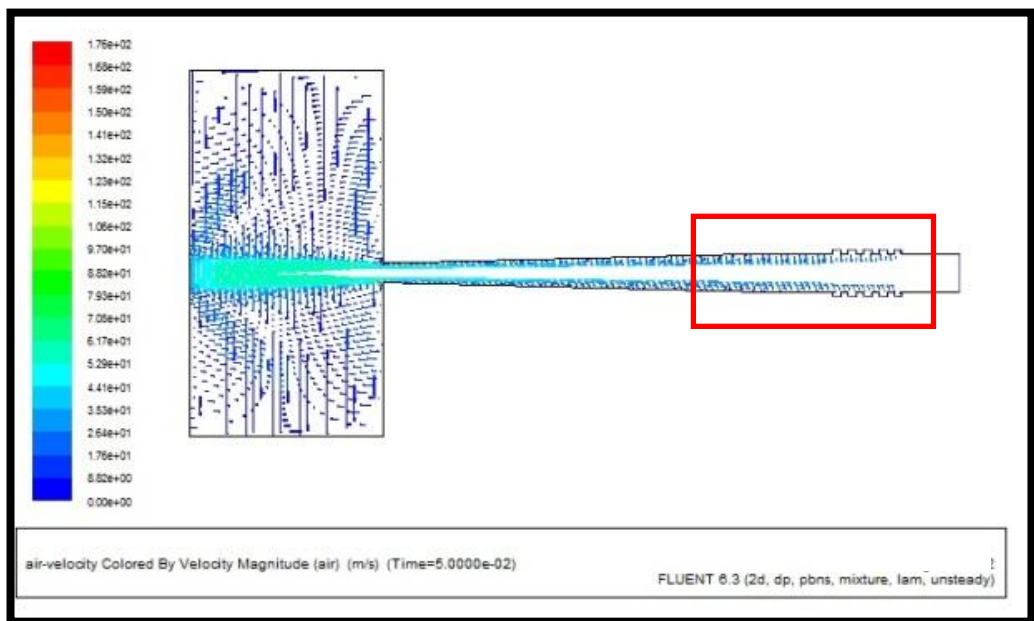 1.76e+02
1.68e+02
1.59e+02
1.50e+02
1.41e+02
1.32e+02
1.23e+02
1.15e+02
1.06e+02
9.70e+01
8.82e+01
7.93e+01
7.05e+01
6.17e+01
5.29e+01
4.41e+01
3.53e+01
2.64e+01
1.76e+01
8.82e+00
0.00e+00
air-velocity Colored By Velocity Magnitude (air) (m/s) (Time=5.0000e-02)
FLUENT 6.3 (2d, dp, pbns, mixture, lam, unsteady)